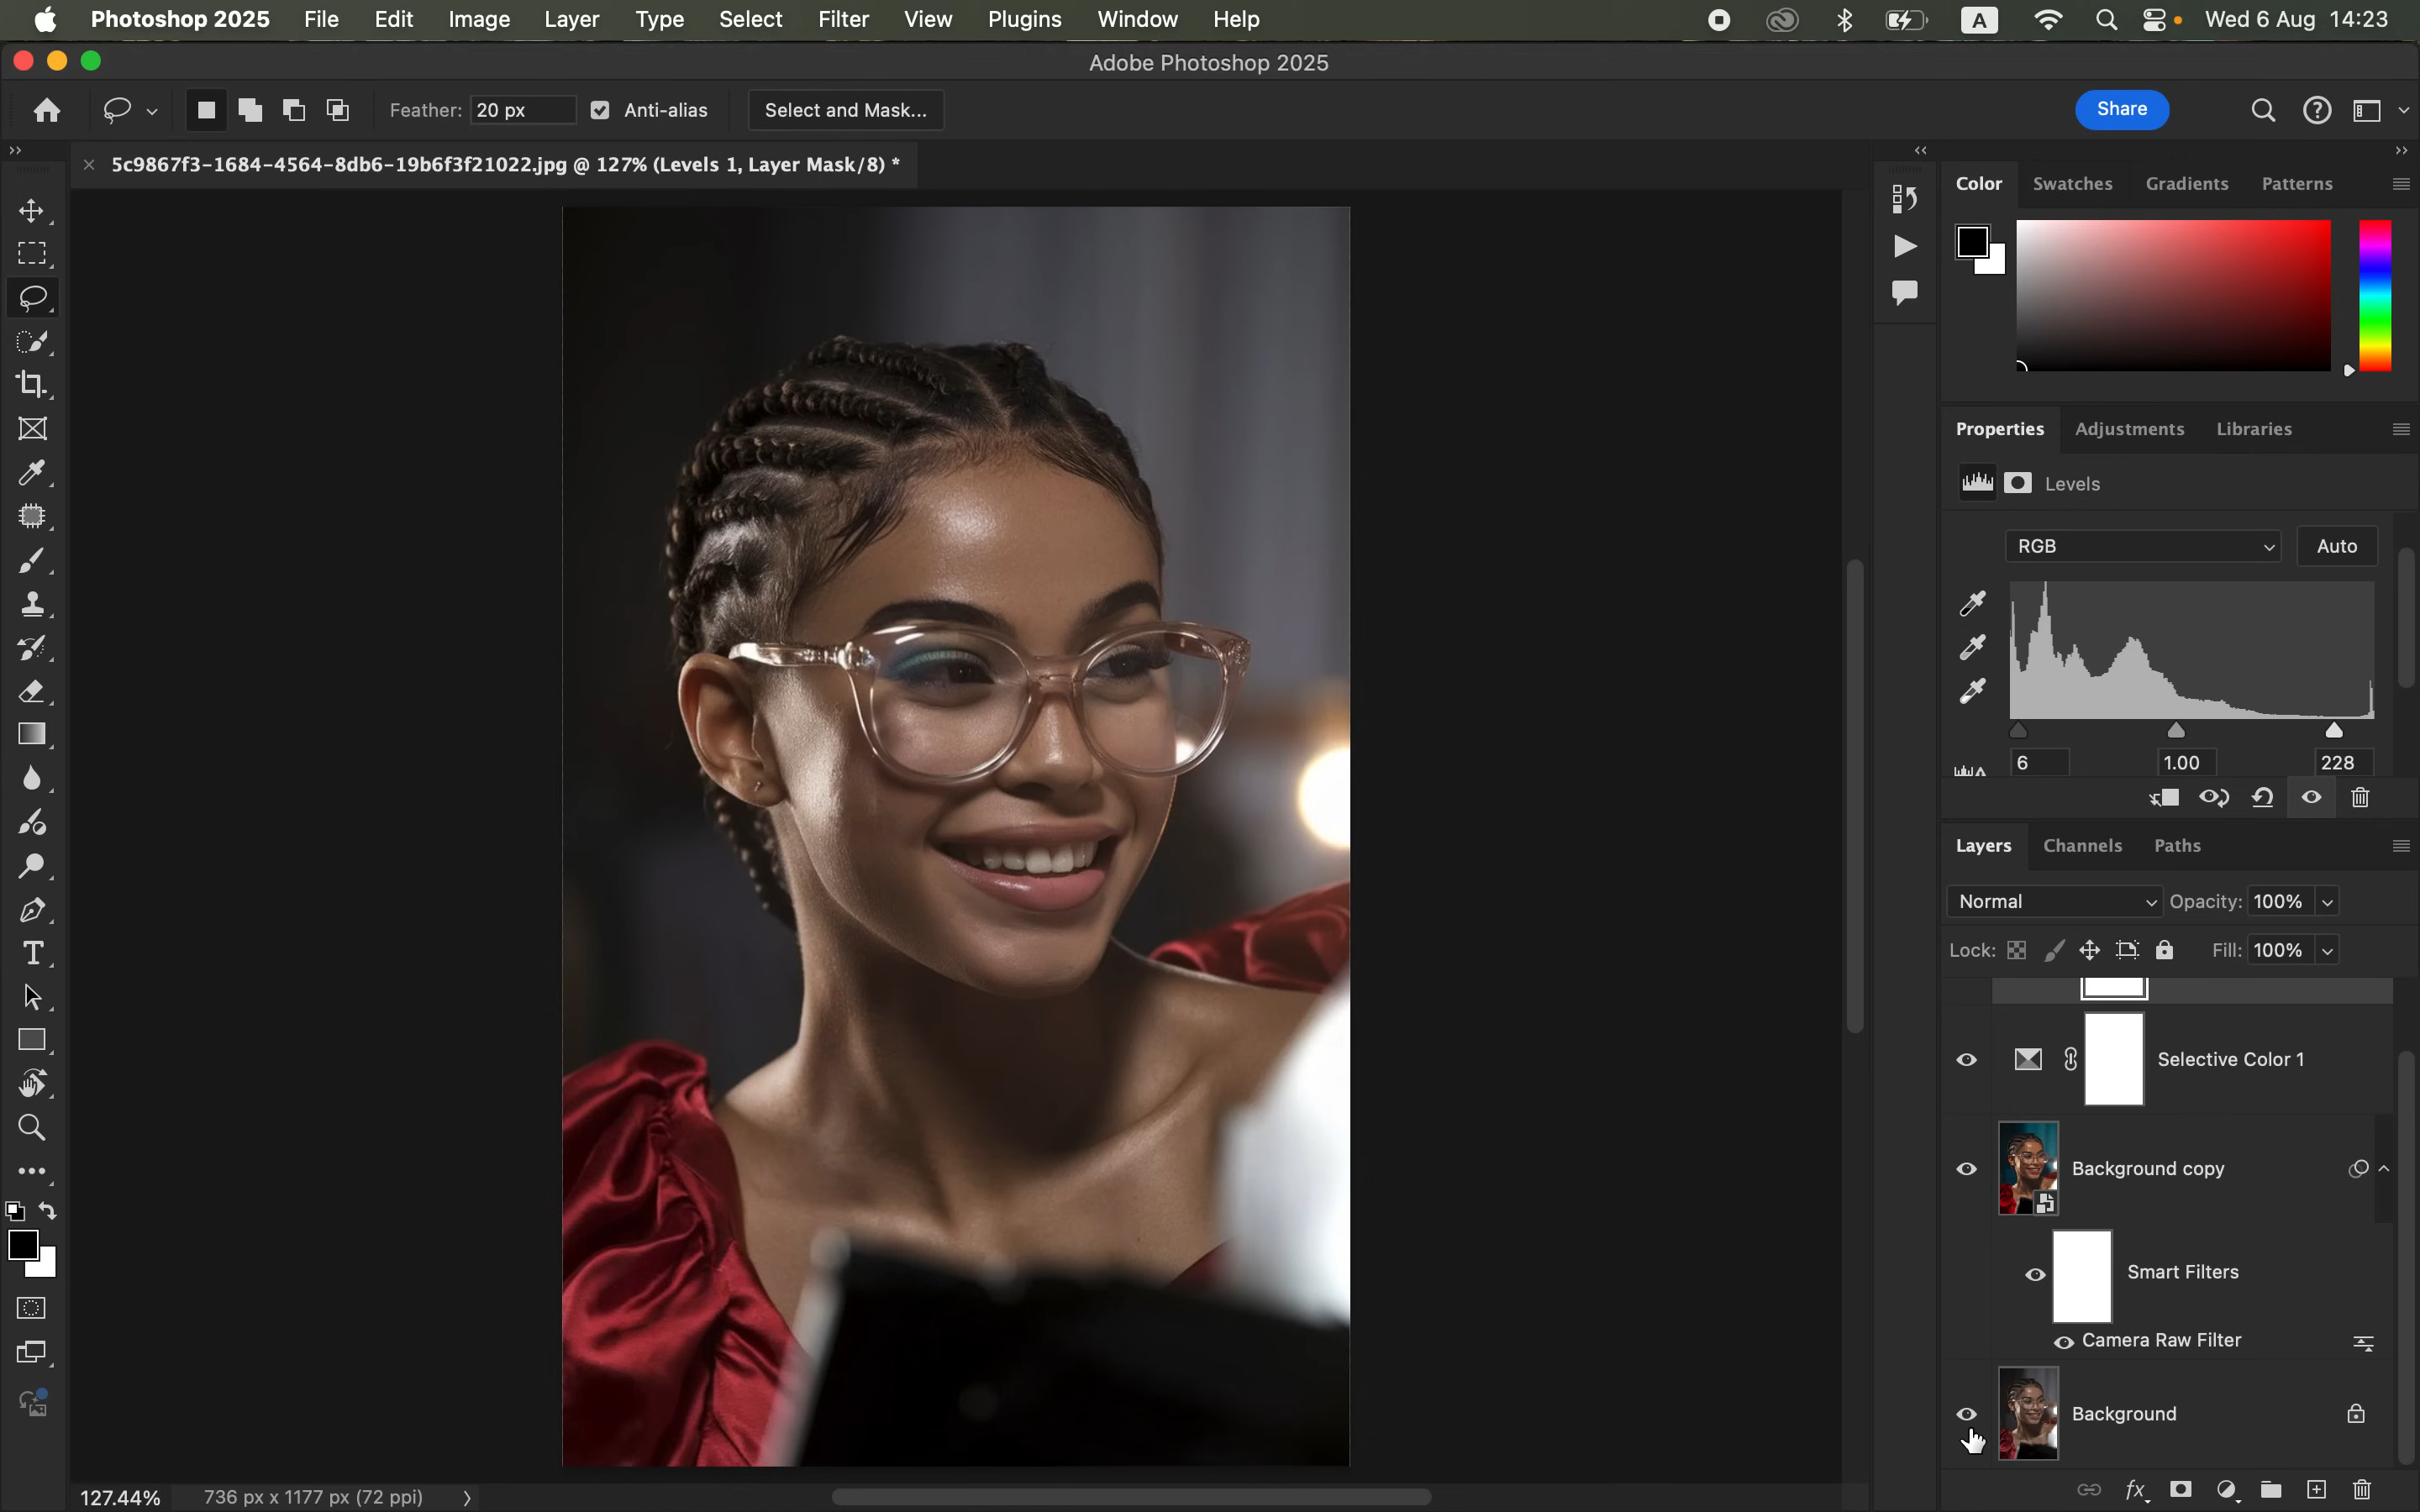 Photoshop 2025 File Edit Image Layer Type Select Filter View Plugins Window Help A Wed 6 Aug 14:23
Adobe Photoshop 2025
Feather: 20 px Anti-alias Select and Mask... Share
5c9867f3-1684-4564-8db6-19b6f3f21022.jpg @ 127% (Levels 1, Layer Mask/8) *
Color Swatches Gradients Patterns
Properties Adjustments Libraries
Levels
RGB Auto
6 1.00 228
Layers Channels Paths
Normal Opacity: 100%
Lock: Fill: 100%
Selective Color 1
Background copy
Smart Filters
Camera Raw Filter
Background
fx
127.44% 736 px x 1177 px (72 ppi)